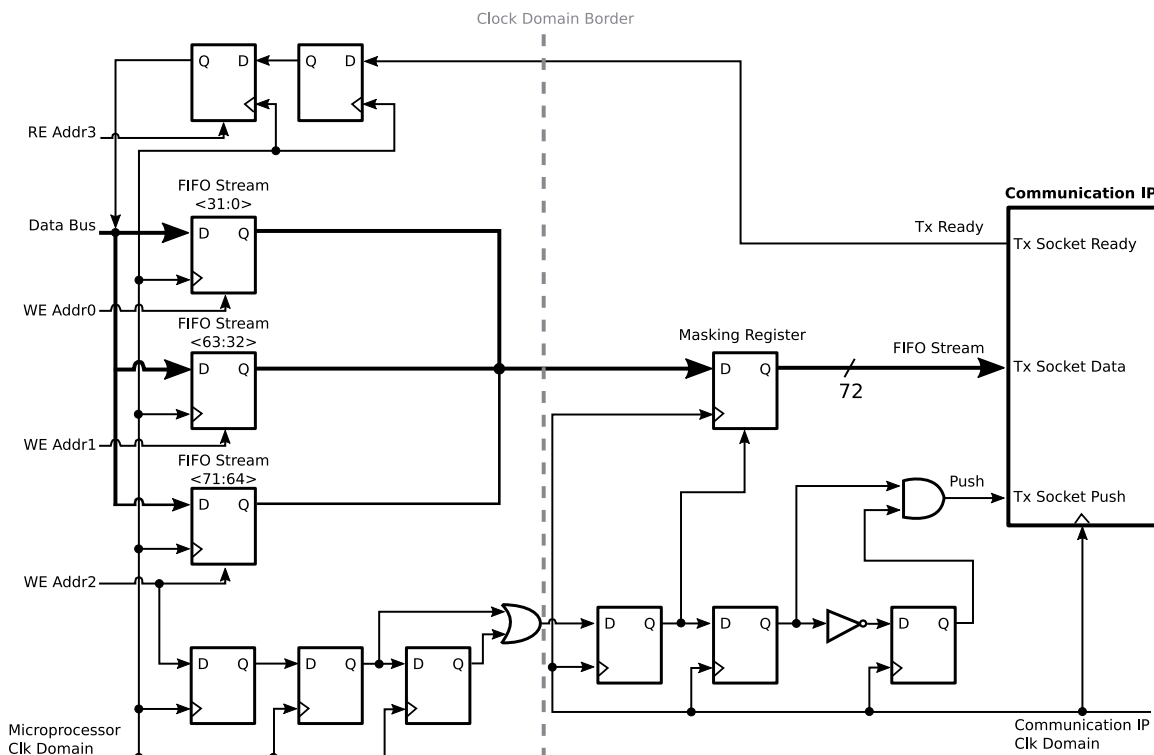 Clock Domain Border
Q D
Q D
RE Addr3
FIFO Stream
<31:0>
Data Bus
D Q
WE Addr0
FIFO Stream
<63:32>
D Q
WE Addr1
FIFO Stream
<71:64>
D Q
WE Addr2
D Q
D Q
D Q
Microprocessor
Clk Domain
Masking Register
D Q
FIFO Stream
72
D Q
D Q
D Q
Push
Tx Ready
Communication IP
Tx Socket Ready
Tx Socket Data
Tx Socket Push
Communication IP
Clk Domain